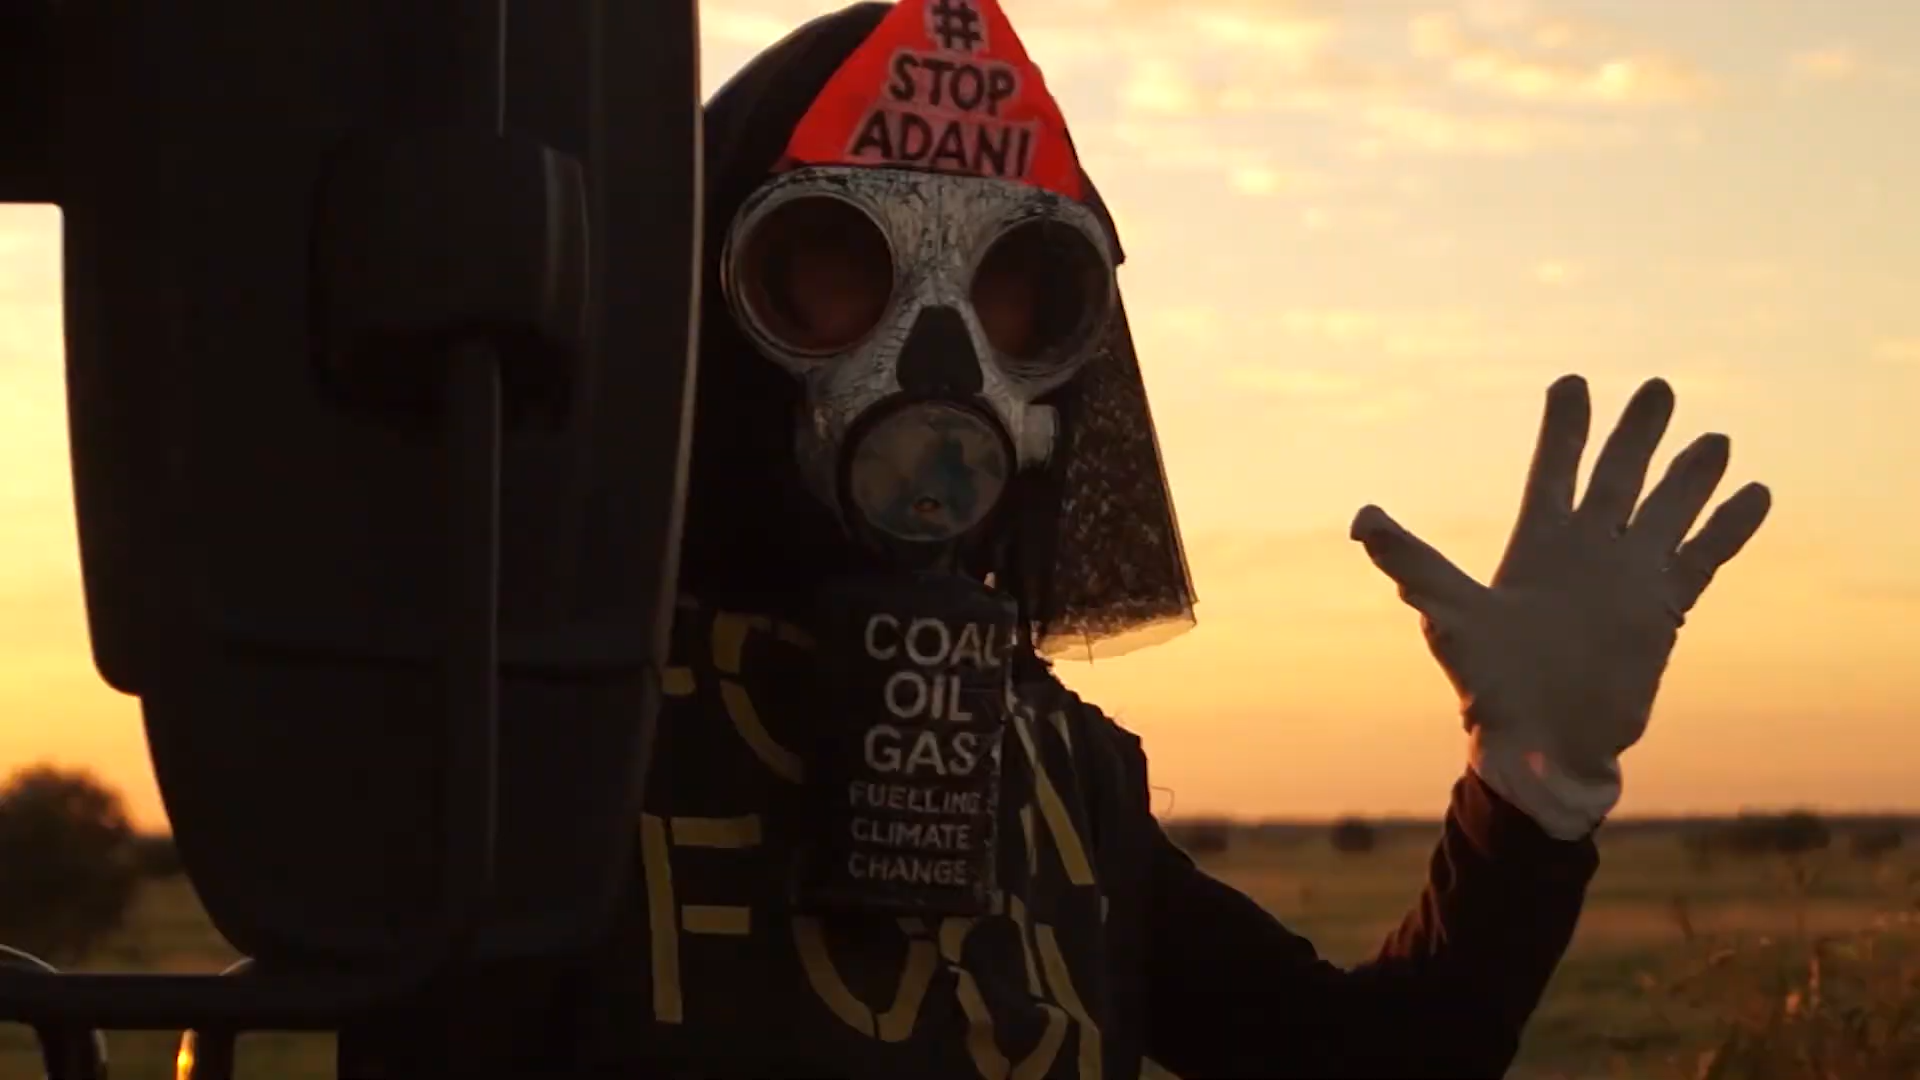 #
STOP
ADANI
COAL
OIL
GAS
FUELLING
CLIMATE
CHANGE